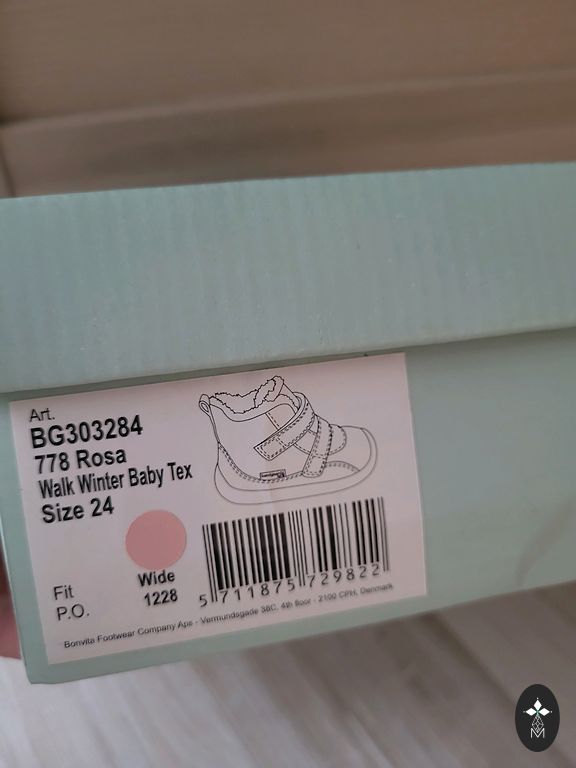 Art.
BG303284
778 Rosa
Walk Winter Baby Tex
Size 24
Fit Wide
P.O. 1228
5 711875 729822
Bonvita Footwear Company Aps - Vermundsgade 38C, 4th floor - 2100 CPH, Denmark
M